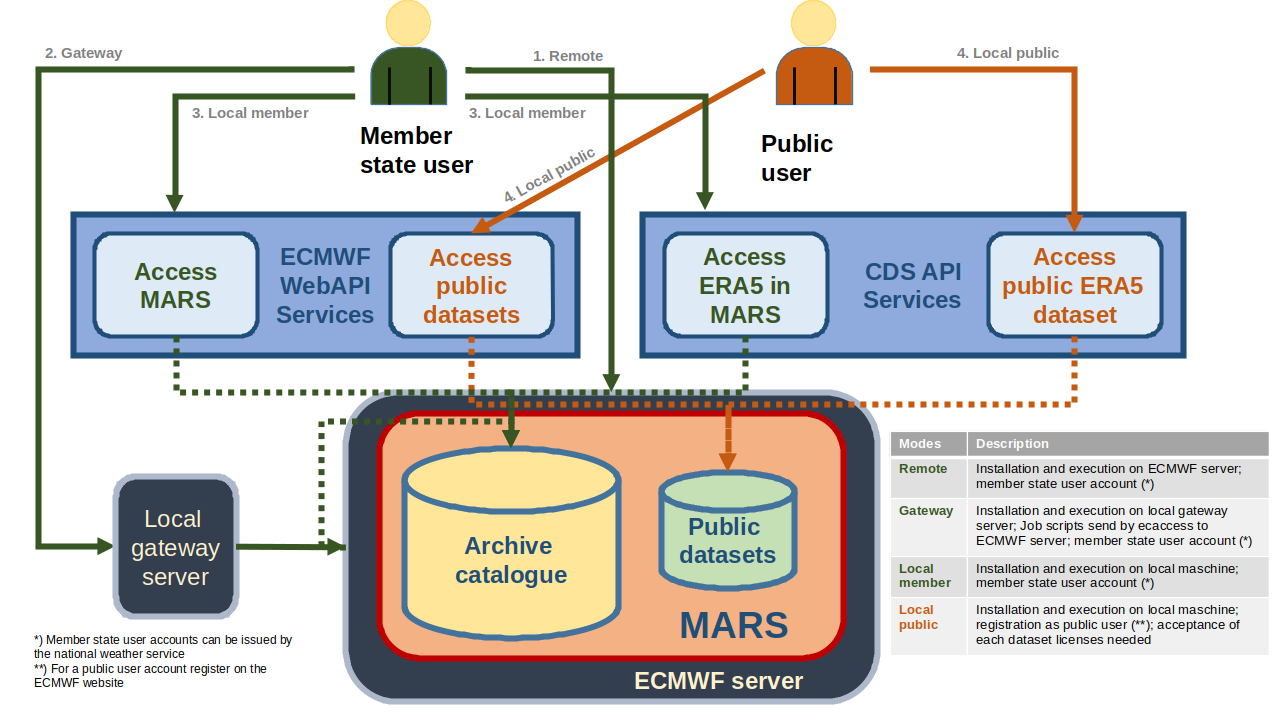 2. Gateway
1. Remote
4. Local public
3. Local member
3. Local member
Member
state user
Public
user
4. Local public
Access
MARS
ECMWF
WebAPI
Services
Access
public
datasets
Access
ERA5 in
MARS
CDS API
Services
Access
public ERA5
dataset
Local
gateway
server
Archive
catalogue
Public
datasets
MARS
ECMWF server
Modes Description
Remote Installation and execution on ECMWF server;
member state user account (*)
Gateway Installation and execution on local gateway
server; Job scripts send by ecaccess to
ECMWF server; member state user account (*)
Local Installation and execution on local maschine;
member member state user account (*)
Local Installation and execution on local maschine;
public registration as public user (**); acceptance of
each dataset licenses needed
*) Member state user accounts can be issued by
the national weather service
**) For a public user account register on the
ECMWF website